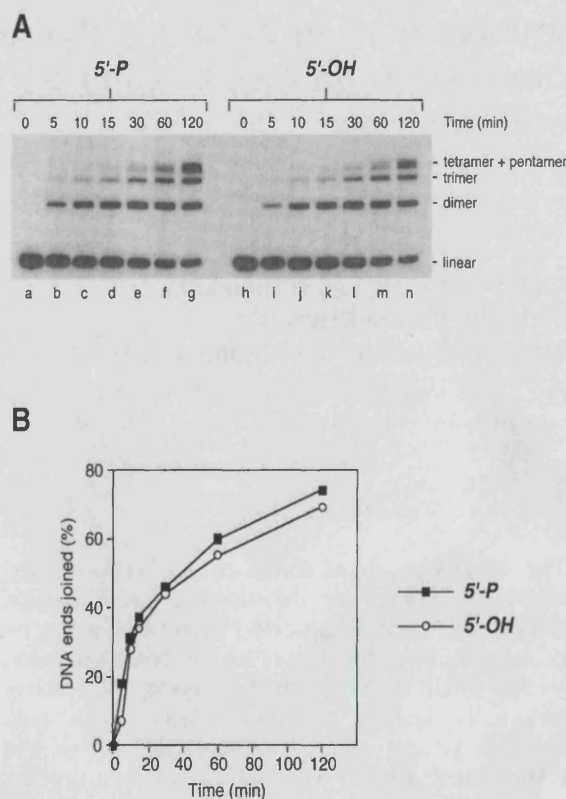 A
5'-P 5'-OH
0 5 10 15 30 60 120 0 5 10 15 30 60 120 Time (min)
- tetramer + pentamer
- trimer
- dimer
- linear
a b c d e f g h i j k l m n
B
DNA ends joined (%)
80
60
40
20
0
0 20 40 60 80 100 120
Time (min)
5'-P
5'-OH